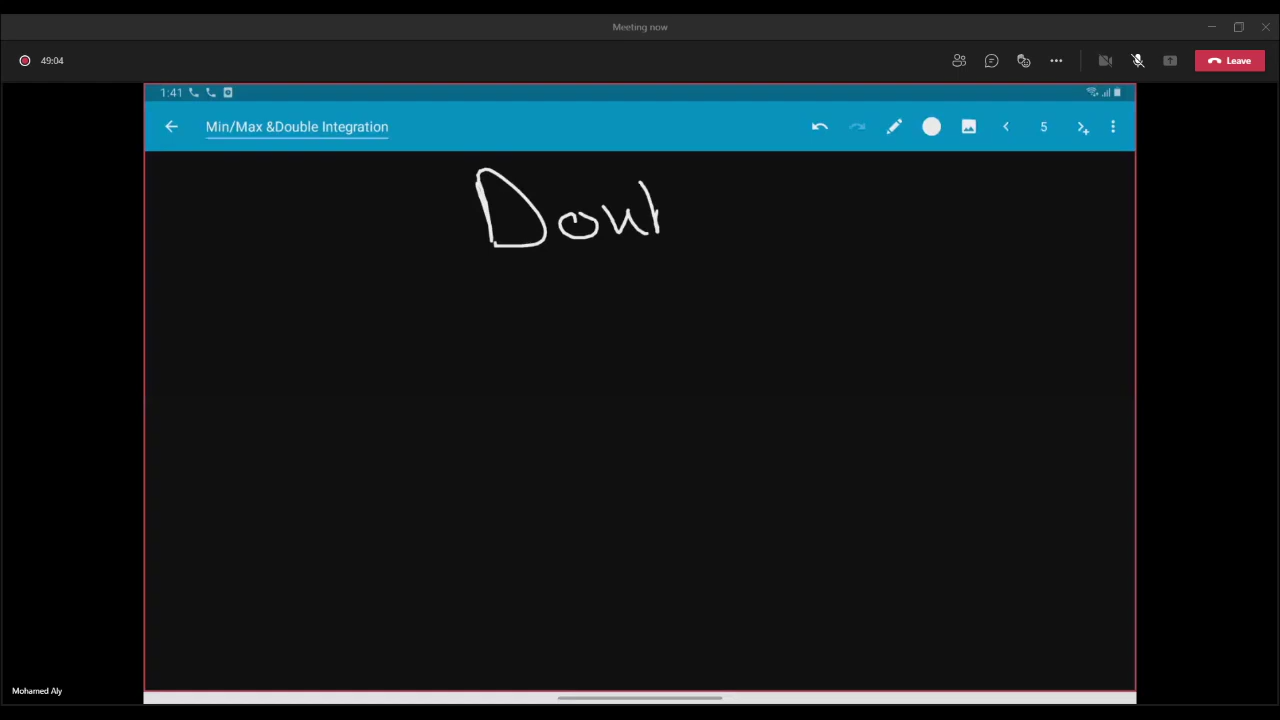 Meeting now
49:04
Leave
1:41
Min/Max &Double Integration
5
Dou
Mohamed Aly